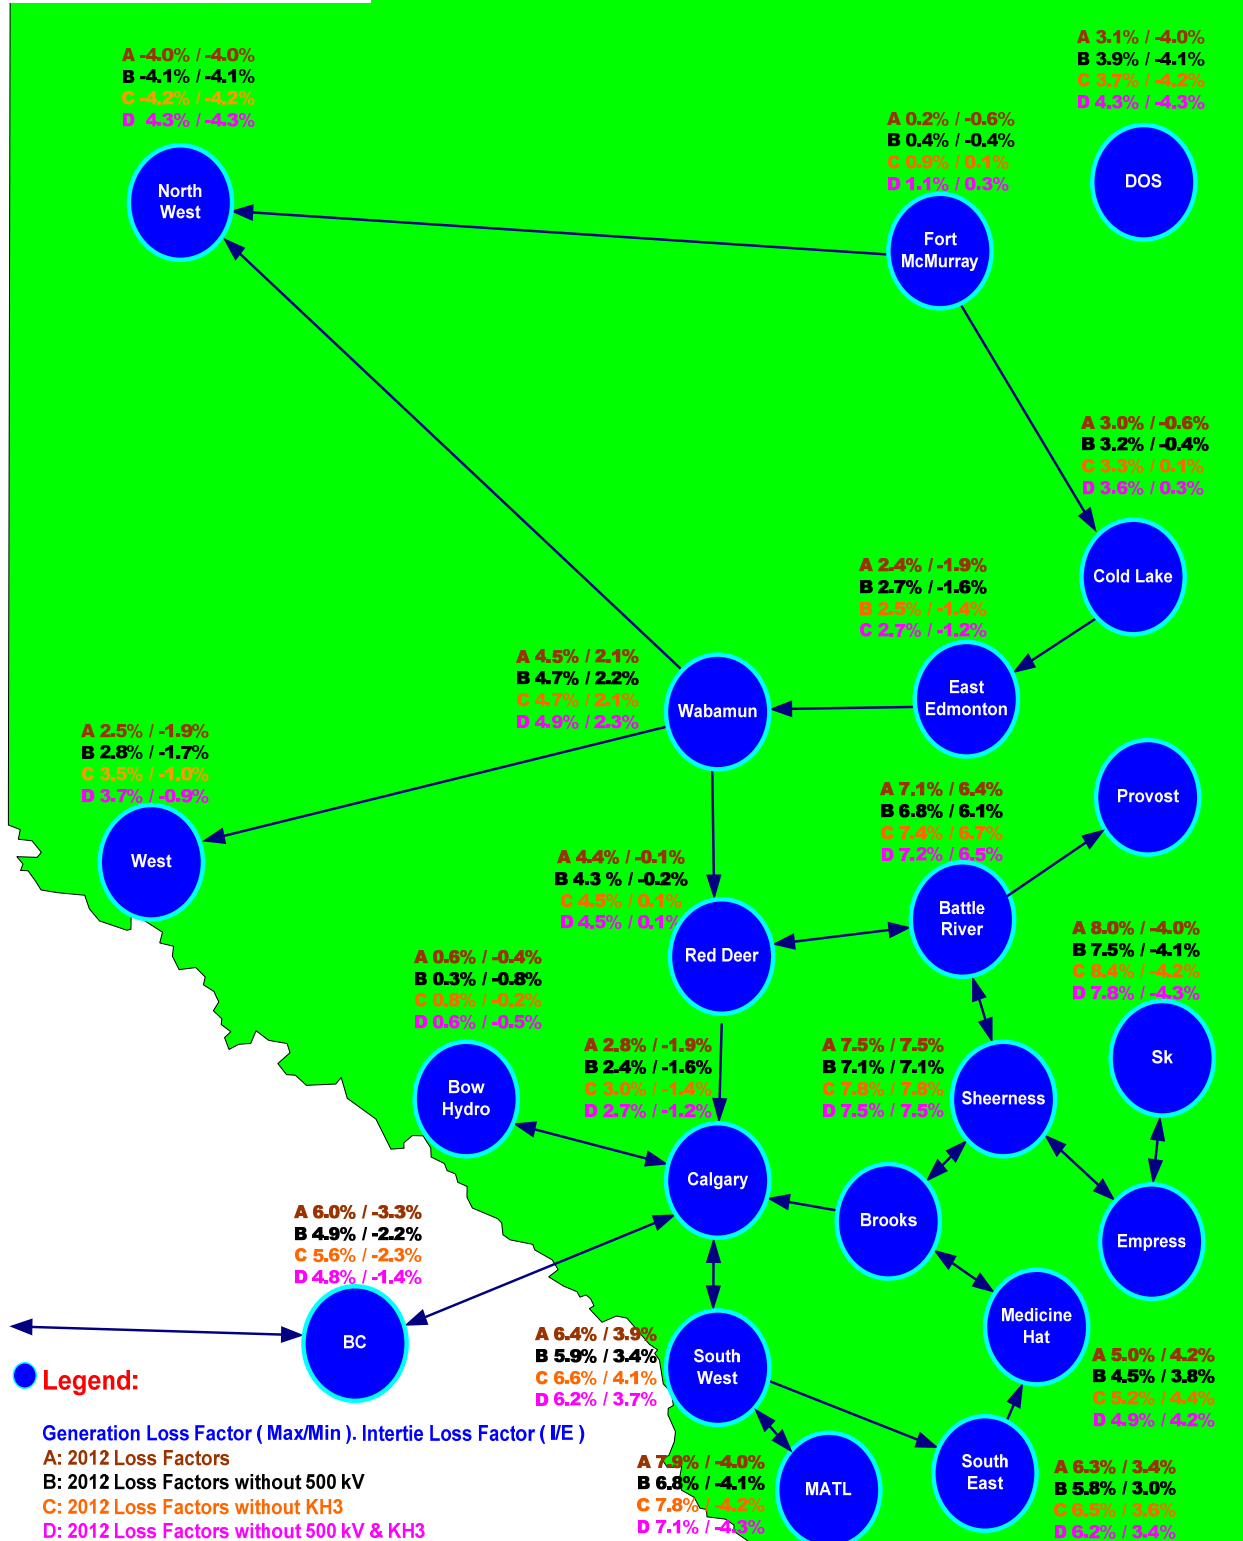 A -4.0% / -4.0%
B -4.1% / -4.1%
C -4.2% / -4.2%
D 4.3% / -4.3%
North
West
A 3.1% / -4.0%
B 3.9% / -4.1%
C 3.7% / -4.2%
D 4.3% / -4.3%
DOS
A 0.2% / -0.6%
B 0.4% / -0.4%
C 0.9% / 0.1%
D 1.1% / 0.3%
Fort
McMurray
A 3.0% / -0.6%
B 3.2% / -0.4%
C 3.3% / 0.1%
D 3.6% / 0.3%
Cold Lake
A 2.4% / -1.9%
B 2.7% / -1.6%
B 2.5% / -1.4%
C 2.7% / -1.2%
East
Edmonton
A 4.5% / 2.1%
B 4.7% / 2.2%
C 4.7% / 2.1%
D 4.9% / 2.3%
Wabamun
A 2.5% / -1.9%
B 2.8% / -1.7%
C 3.5% / -1.0%
D 3.7% / -0.9%
West
A 7.1% / 6.4%
B 6.8% / 6.1%
C 7.4% / 6.7%
D 7.2% / 6.5%
Battle
River
Provost
A 4.4% / -0.1%
B 4.3 % / -0.2%
C 4.5% / 0.1%
D 4.5% / 0.1%
Red Deer
A 8.0% / -4.0%
B 7.5% / -4.1%
C 8.4% / -4.2%
D 7.8% / -4.3%
Sk
A 0.6% / -0.4%
B 0.3% / -0.8%
C 0.8% / -0.2%
D 0.6% / -0.5%
Bow
Hydro
A 2.8% / -1.9%
B 2.4% / -1.6%
C 3.0% / -1.4%
D 2.7% / -1.2%
Calgary
A 7.5% / 7.5%
B 7.1% / 7.1%
C 7.8% / 7.8%
D 7.5% / 7.5%
Sheerness
Brooks
Empress
A 6.0% / -3.3%
B 4.9% / -2.2%
C 5.6% / -2.3%
D 4.8% / -1.4%
BC
A 6.4% / 3.9%
B 5.9% / 3.4%
C 6.6% / 4.1%
D 6.2% / 3.7%
South
West
Medicine
Hat
A 5.0% / 4.2%
B 4.5% / 3.8%
C 5.2% / 4.4%
D 4.9% / 4.2%
A 7.9% / -4.0%
B 6.8% / -4.1%
C 7.8% / -4.2%
D 7.1% / -4.3%
MATL
South
East
A 6.3% / 3.4%
B 5.8% / 3.0%
C 6.5% / 3.6%
D 6.2% / 3.4%
Legend:
Generation Loss Factor ( Max/Min ). Intertie Loss Factor ( I/E )
A: 2012 Loss Factors
B: 2012 Loss Factors without 500 kV
C: 2012 Loss Factors without KH3
D: 2012 Loss Factors without 500 kV & KH3